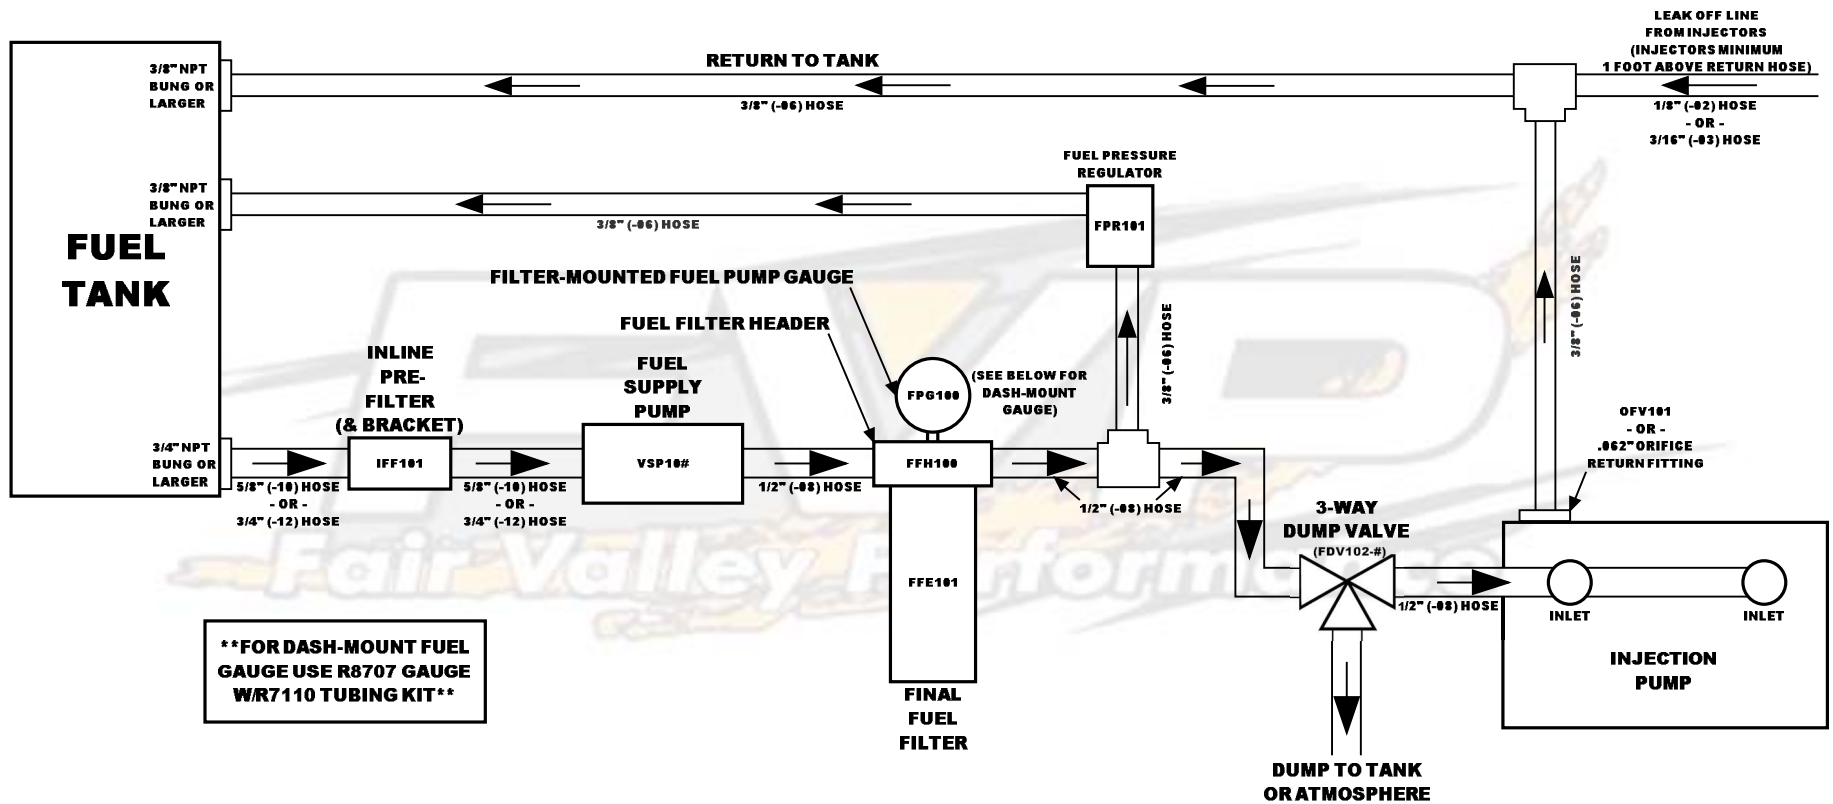 LEAK OFF LINE
FROM INJECTORS
(INJECTORS MINIMUM
1 FOOT ABOVE RETURN HOSE)
RETURN TO TANK
3/8" NPT
BUNG OR
LARGER
3/8" (-06) HOSE
1/8" (-02) HOSE
- OR -
3/16" (-03) HOSE
FUEL PRESSURE
REGULATOR
3/8" NPT
BUNG OR
LARGER
3/8" (-06) HOSE
FPR101
FUEL
TANK
FILTER-MOUNTED FUEL PUMP GAUGE
FUEL FILTER HEADER
3/8" (-06) HOSE
3/8" (-06) HOSE
INLINE
PRE-
FILTER
(& BRACKET)
FUEL
SUPPLY
PUMP
FPG100
(SEE BELOW FOR
DASH-MOUNT
GAUGE)
OFV101
- OR -
.062" ORIFICE
RETURN FITTING
3/4" NPT
BUNG OR
LARGER
IFF101
VSP10#
FFH100
5/8" (-10) HOSE
- OR -
3/4" (-12) HOSE
5/8" (-10) HOSE
- OR -
3/4" (-12) HOSE
1/2" (-08) HOSE
1/2" (-08) HOSE
3-WAY
DUMP VALVE
(FDV102-#)
FVP
Fair Valley Performance
FFE101
1/2" (-08) HOSE
INLET
INLET
INJECTION
PUMP
**FOR DASH-MOUNT FUEL
GAUGE USE R8707 GAUGE
W/R7110 TUBING KIT**
FINAL
FUEL
FILTER
DUMP TO TANK
OR ATMOSPHERE